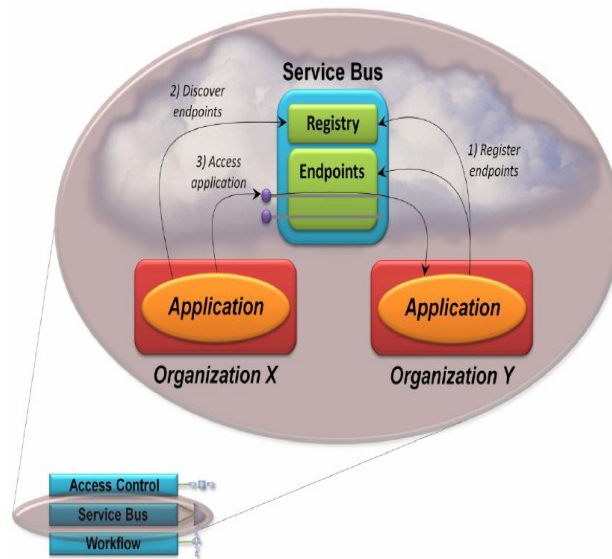 Service Bus
2) Discover
endpoints
Registry
1) Register
endpoints
3) Access
application
Endpoints
Application
Application
Organization X
Organization Y
Access Control
Service Bus
Workflow